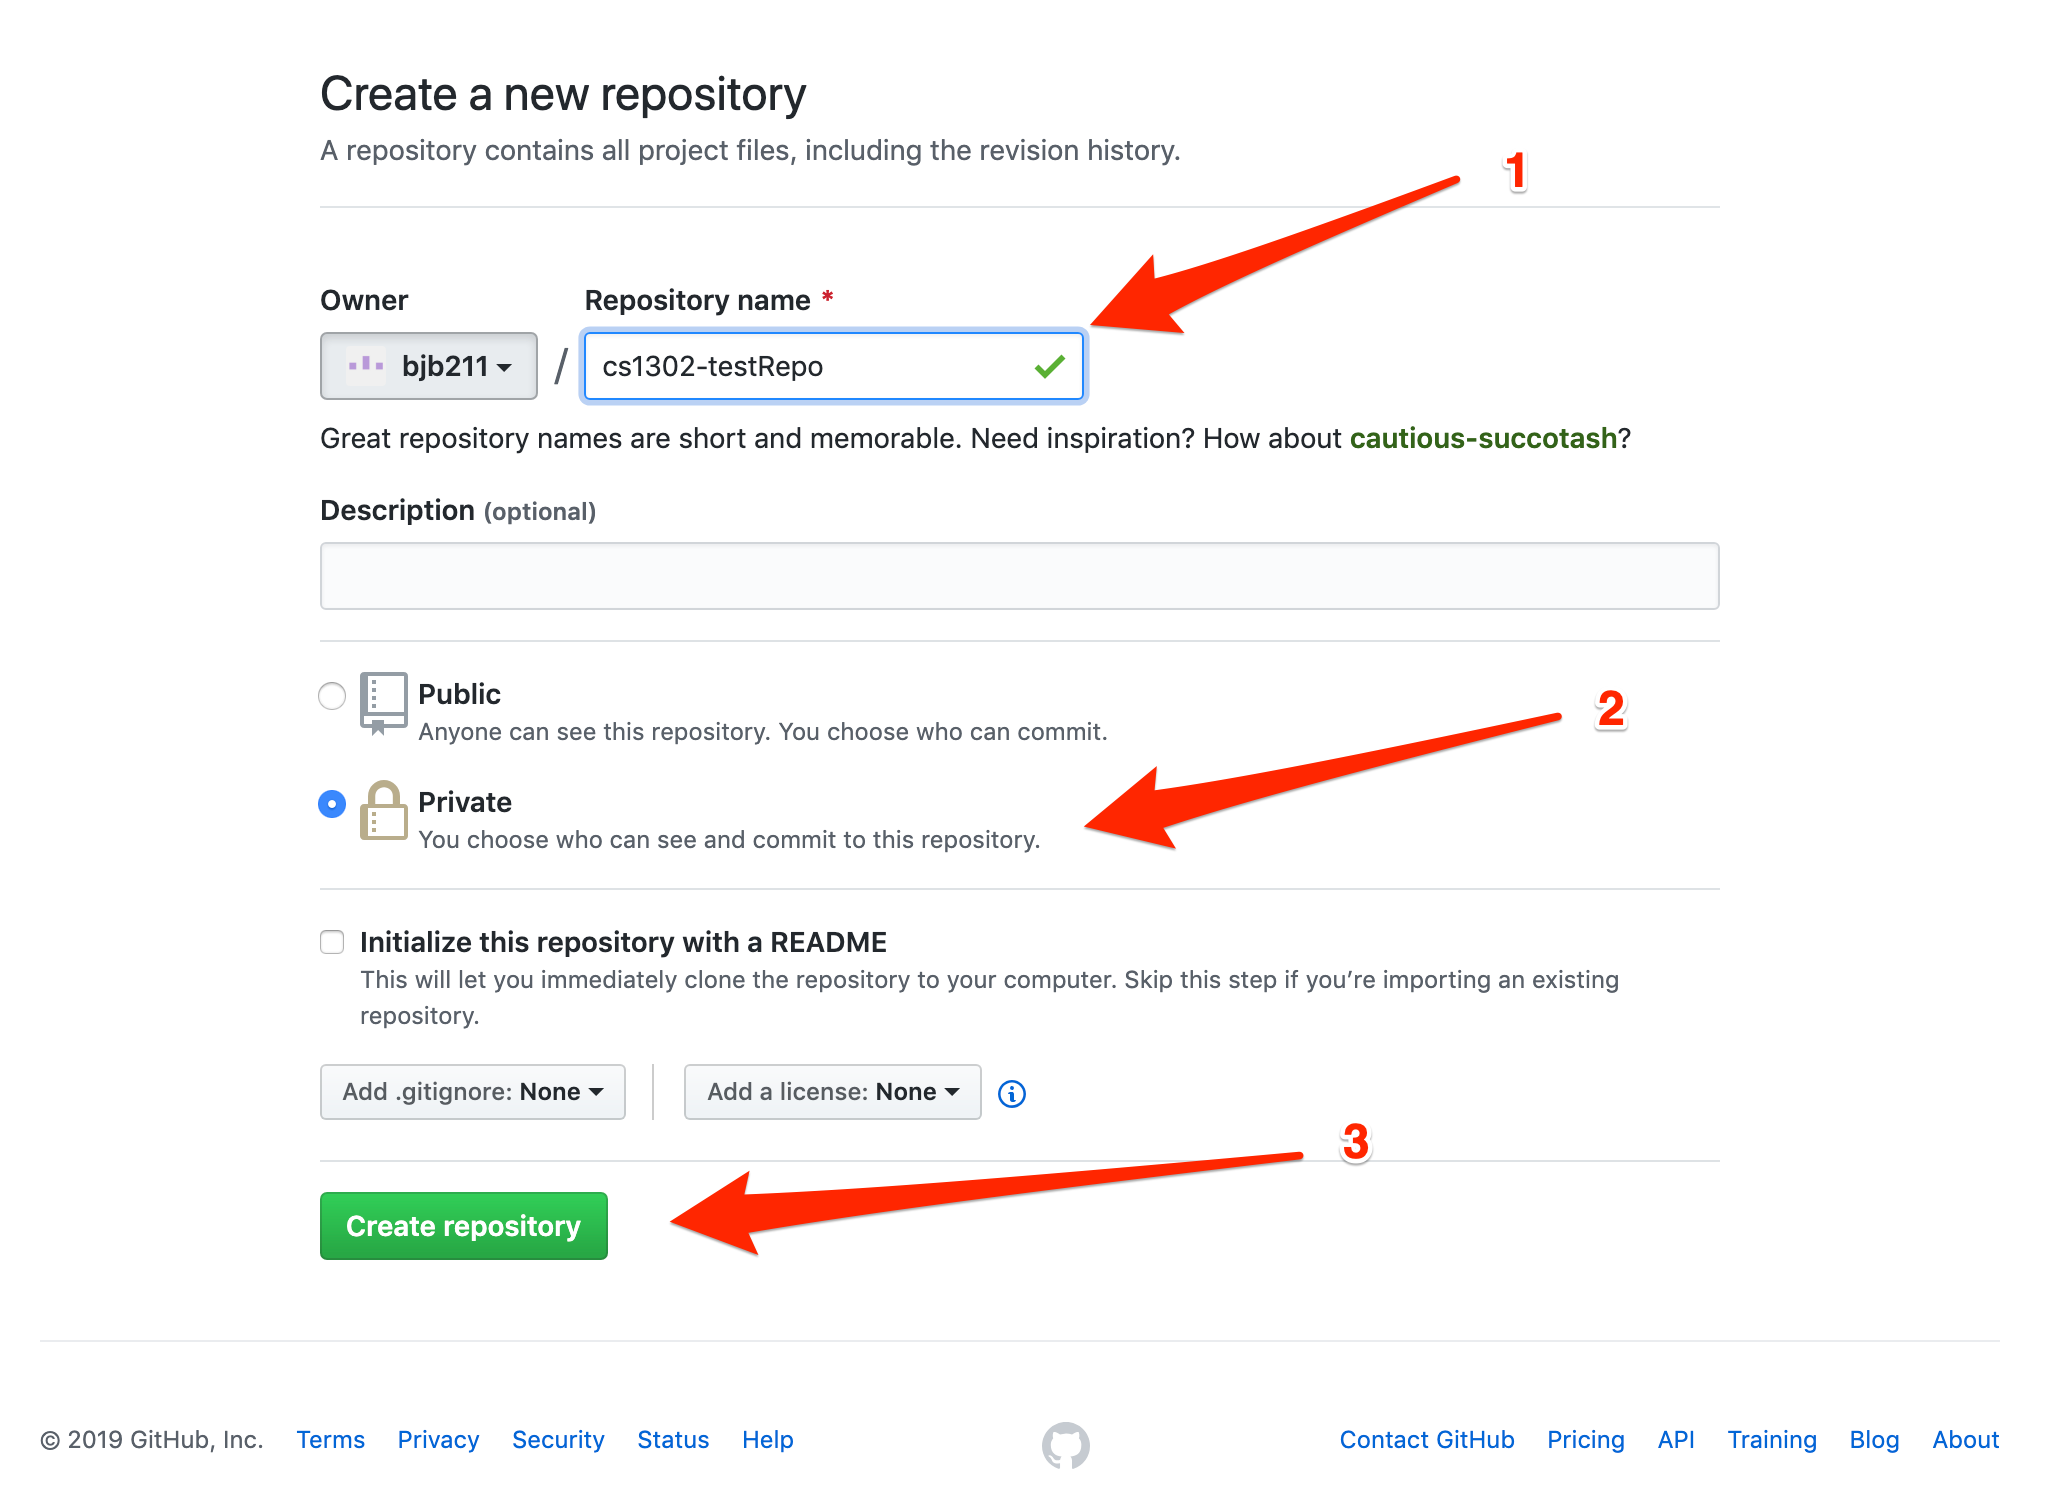 Create a new repository
A repository contains all project files, including the revision history.
1
Owner
Repository name *
bjb211 / cs1302-testRepo
Great repository names are short and memorable. Need inspiration? How about cautious-succotash?
Description (optional)
Public
Anyone can see this repository. You choose who can commit.
2
Private
You choose who can see and commit to this repository.
Initialize this repository with a README
This will let you immediately clone the repository to your computer. Skip this step if you’re importing an existing
repository.
Add .gitignore: None
Add a license: None
3
Create repository
© 2019 GitHub, Inc. Terms Privacy Security Status Help Contact GitHub Pricing API Training Blog About